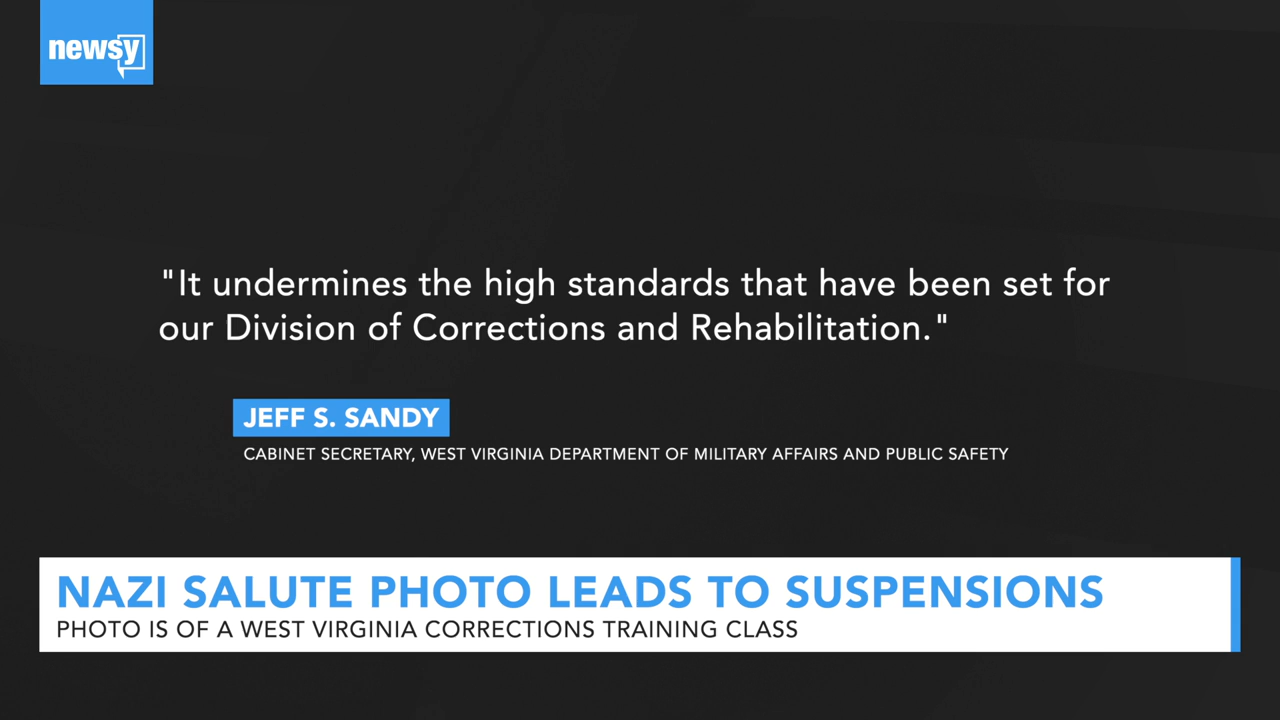 newsy
"It undermines the high standards that have been set for
our Division of Corrections and Rehabilitation."
JEFF S. SANDY
CABINET SECRETARY, WEST VIRGINIA DEPARTMENT OF MILITARY AFFAIRS AND PUBLIC SAFETY
NAZI SALUTE PHOTO LEADS TO SUSPENSIONS
PHOTO IS OF A WEST VIRGINIA CORRECTIONS TRAINING CLASS